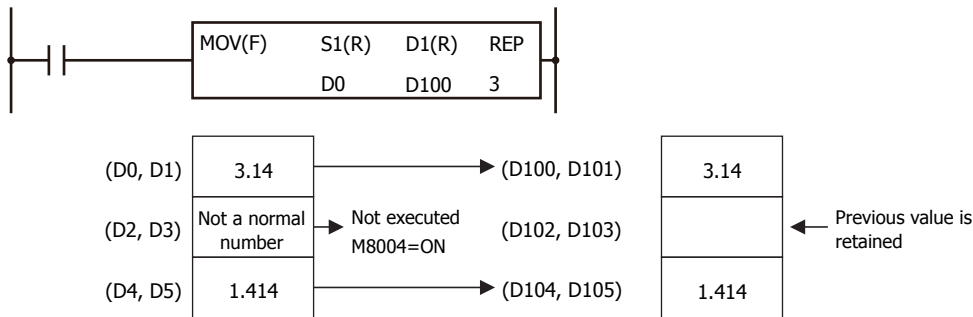 MOV(F) S1(R) D1(R) REP
D0 D100 3
(D0, D1) 3.14 (D100, D101) 3.14
(D2, D3) Not a normal number Not executed M8004=ON (D102, D103) Previous value is retained
(D4, D5) 1.414 (D104, D105) 1.414